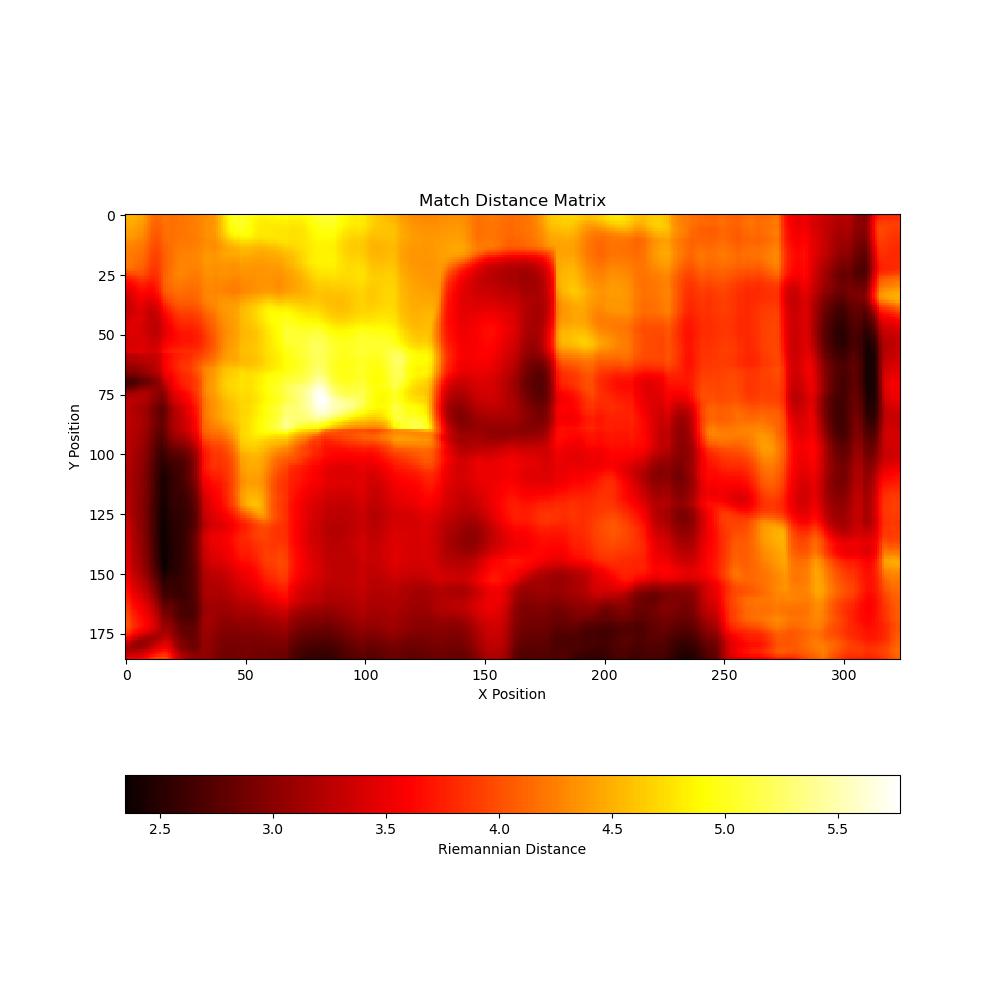 Match Distance Matrix
0
25
50
75
100
125
150
175
Y Position
0 50 100 150 200 250 300
X Position
2.5 3.0 3.5 4.0 4.5 5.0 5.5
Riemannian Distance